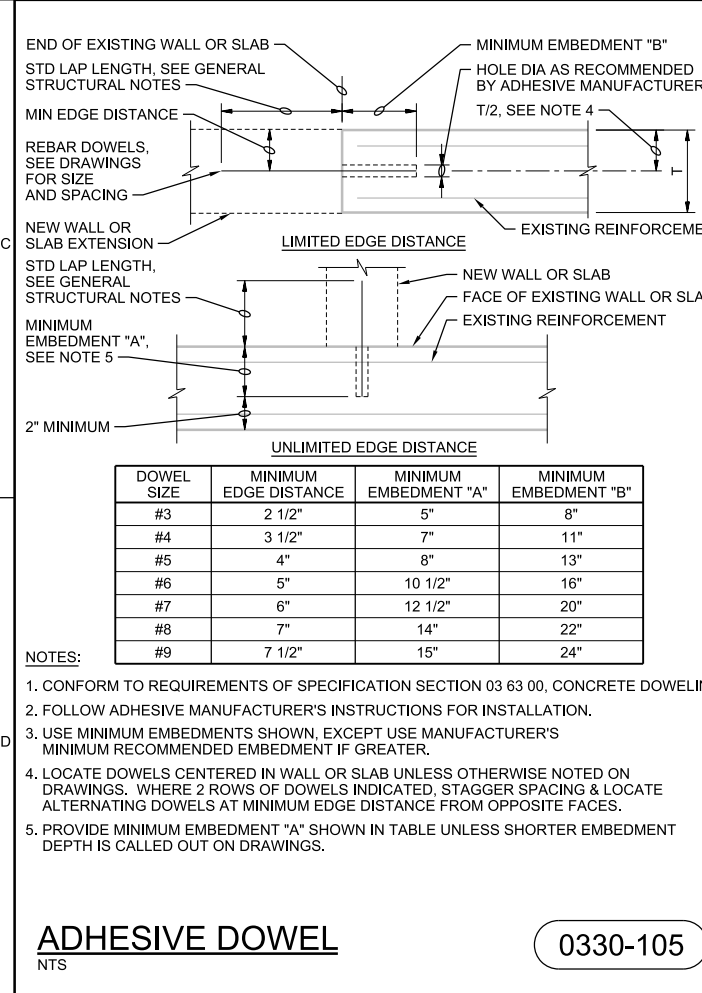 END OF EXISTING WALL OR SLAB
STD LAP LENGTH, SEE GENERAL
STRUCTURAL NOTES
MIN EDGE DISTANCE
REBAR DOWELS,
SEE DRAWINGS
FOR SIZE
AND SPACING
NEW WALL OR
SLAB EXTENSION
MINIMUM EMBEDMENT "B"
HOLE DIA AS RECOMMENDED
BY ADHESIVE MANUFACTURER
T/2, SEE NOTE 4
T
EXISTING REINFORCEME
LIMITED EDGE DISTANCE
C
STD LAP LENGTH,
SEE GENERAL
STRUCTURAL NOTES
MINIMUM
EMBEDMENT "A",
SEE NOTE 5
2" MINIMUM
NEW WALL OR SLAB
FACE OF EXISTING WALL OR SLA
EXISTING REINFORCEMENT
UNLIMITED EDGE DISTANCE
DOWEL SIZE MINIMUM EDGE DISTANCE MINIMUM EMBEDMENT "A" MINIMUM EMBEDMENT "B"
#3 2 1/2" 5" 8"
#4 3 1/2" 7" 11"
#5 4" 8" 13"
#6 5" 10 1/2" 16"
#7 6" 12 1/2" 20"
#8 7" 14" 22"
#9 7 1/2" 15" 24"
NOTES:
1. CONFORM TO REQUIREMENTS OF SPECIFICATION SECTION 03 63 00, CONCRETE DOWELIN
2. FOLLOW ADHESIVE MANUFACTURER'S INSTRUCTIONS FOR INSTALLATION.
3. USE MINIMUM EMBEDMENTS SHOWN, EXCEPT USE MANUFACTURER'S
MINIMUM RECOMMENDED EMBEDMENT IF GREATER.
D
4. LOCATE DOWELS CENTERED IN WALL OR SLAB UNLESS OTHERWISE NOTED ON
DRAWINGS. WHERE 2 ROWS OF DOWELS INDICATED, STAGGER SPACING & LOCATE
ALTERNATING DOWELS AT MINIMUM EDGE DISTANCE FROM OPPOSITE FACES.
5. PROVIDE MINIMUM EMBEDMENT "A" SHOWN IN TABLE UNLESS SHORTER EMBEDMENT
DEPTH IS CALLED OUT ON DRAWINGS.
ADHESIVE DOWEL
NTS
0330-105